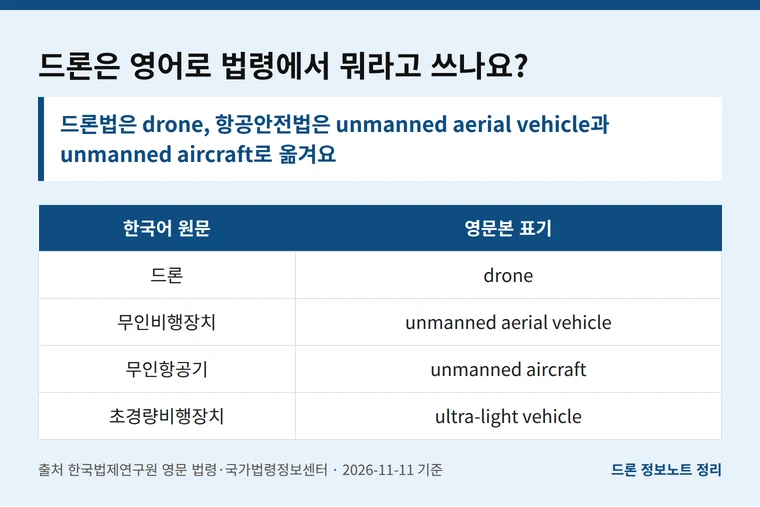 드론은 영어로 법령에서 뭐라고 쓰나요?
드론법은 drone, 항공안전법은 unmanned aerial vehicle과
unmanned aircraft로 옮겨요
한국어 원문 영문본 표기
드론 drone
무인비행장치 unmanned aerial vehicle
무인항공기 unmanned aircraft
초경량비행장치 ultra-light vehicle
출처 한국법제연구원 영문 법령·국가법령정보센터 · 2026-11-11 기준 드론 정보노트 정리